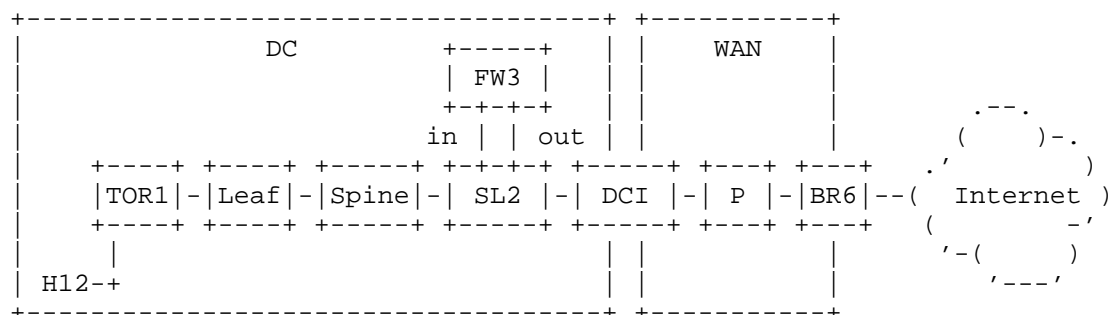 DC WAN
FW3
in out
TOR1 Leaf Spine SL2 DCI P BR6 Internet
H12